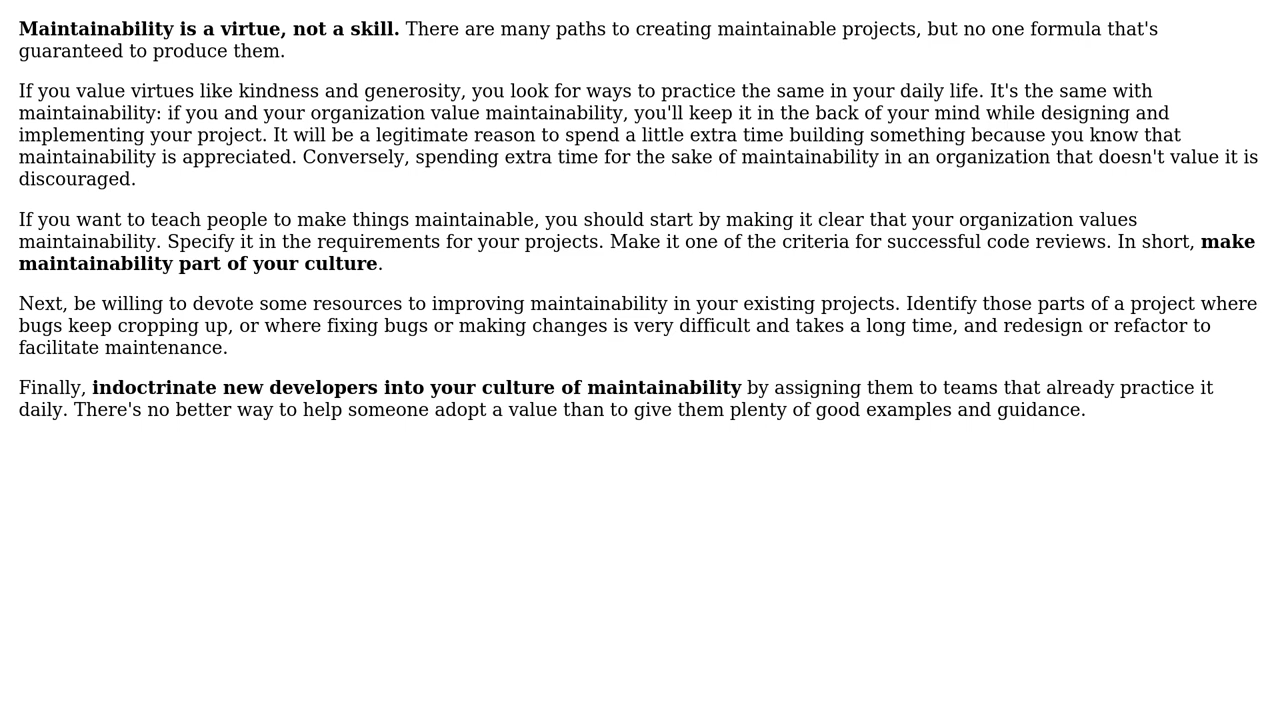 Maintainability is a virtue, not a skill. There are many paths to creating maintainable projects, but no one formula that's
guaranteed to produce them.
If you value virtues like kindness and generosity, you look for ways to practice the same in your daily life. It's the same with
maintainability: if you and your organization value maintainability, you'll keep it in the back of your mind while designing and
implementing your project. It will be a legitimate reason to spend a little extra time building something because you know that
maintainability is appreciated. Conversely, spending extra time for the sake of maintainability in an organization that doesn't value it is
discouraged.
If you want to teach people to make things maintainable, you should start by making it clear that your organization values
maintainability. Specify it in the requirements for your projects. Make it one of the criteria for successful code reviews. In short, make
maintainability part of your culture.
Next, be willing to devote some resources to improving maintainability in your existing projects. Identify those parts of a project where
bugs keep cropping up, or where fixing bugs or making changes is very difficult and takes a long time, and redesign or refactor to
facilitate maintenance.
Finally, indoctrinate new developers into your culture of maintainability by assigning them to teams that already practice it
daily. There's no better way to help someone adopt a value than to give them plenty of good examples and guidance.